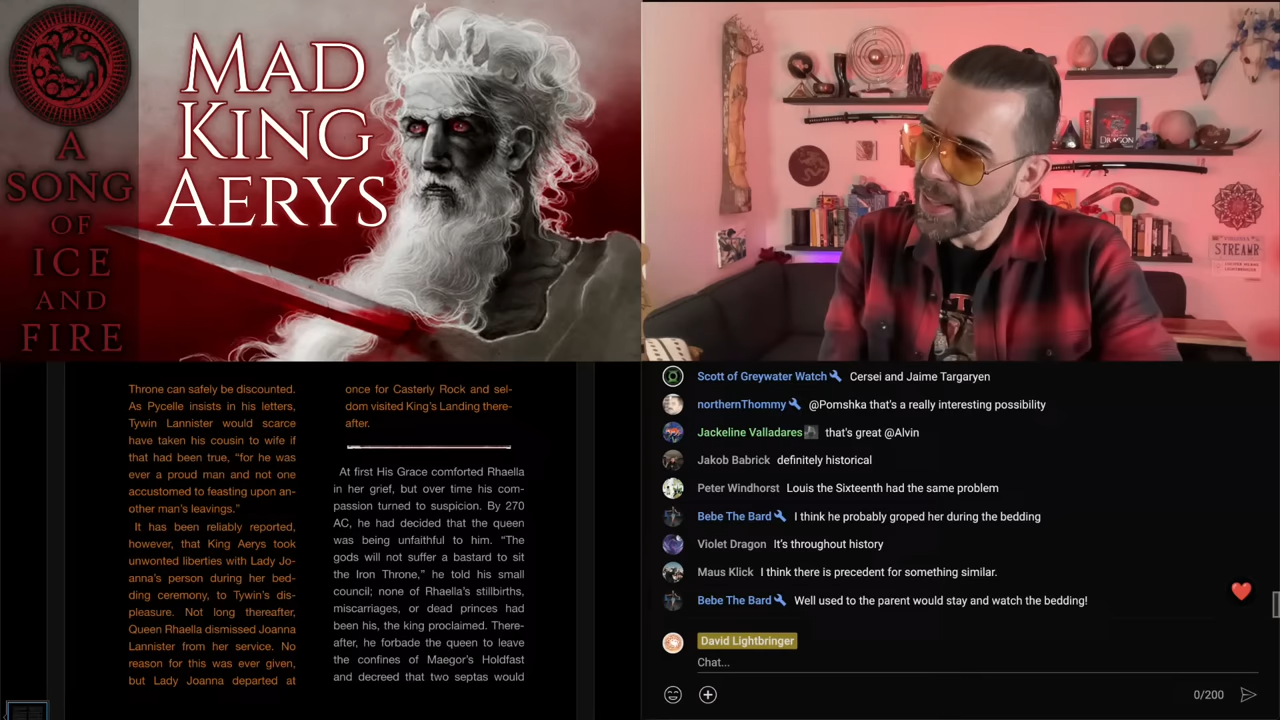 A
SONG
OF
ICE
AND
FIRE
MAD
KING
AERYS
DRAGON
STREAWR
Throne can safely be discounted.
As Pycelle insists in his letters,
Tywin Lannister would scarce
have taken his cousin to wife if
that had been true, “for he was
ever a proud man and not one
accustomed to feasting upon an-
other man’s leavings.”
It has been reliably reported,
however, that King Aerys took
unwonted liberties with Lady Jo-
anna’s person during her bed-
ding ceremony, to Tywin’s dis-
pleasure. Not long thereafter,
Queen Rhaella dismissed Joanna
Lannister from her service. No
reason for this was ever given,
but Lady Joanna departed at
once for Casterly Rock and sel-
dom visited King’s Landing there-
after.
At first His Grace comforted Rhaella
in her grief, but over time his com-
passion turned to suspicion. By 270
AC, he had decided that the queen
was being unfaithful to him. “The
gods will not suffer a bastard to sit
the Iron Throne,” he told his small
council; none of Rhaella’s stillbirths,
miscarriages, or dead princes had
been his, the king proclaimed. There-
after, he forbade the queen to leave
the confines of Maegor’s Holdfast
and decreed that two septas would
Scott of Greywater Watch Cersei and Jaime Targaryen
northernThommy @Pomshka that's a really interesting possibility
Jackeline Valladares that's great @Alvin
Jakob Babrick definitely historical
Peter Windhorst Louis the Sixteenth had the same problem
Bebe The Bard I think he probably groped her during the bedding
Violet Dragon It’s throughout history
Maus Klick I think there is precedent for something similar.
Bebe The Bard Well used to the parent would stay and watch the bedding!
David Lightbringer
Chat...
0/200